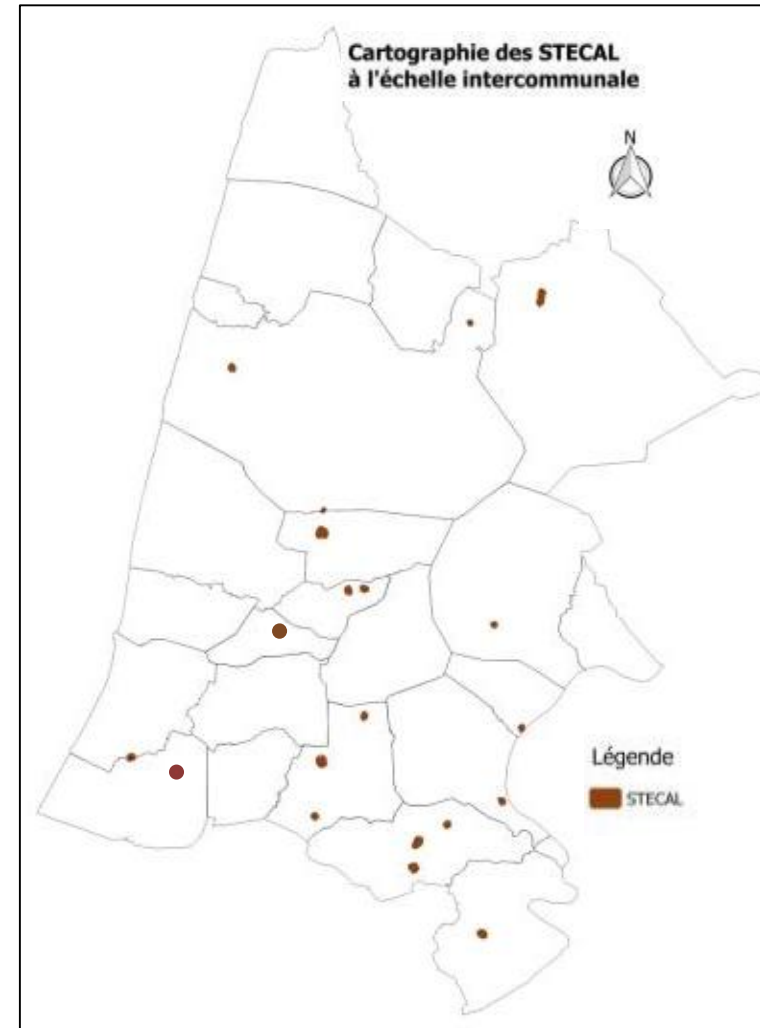 Cartographie des STECAL
à l'échelle intercommunale
N
Légende
STECAL